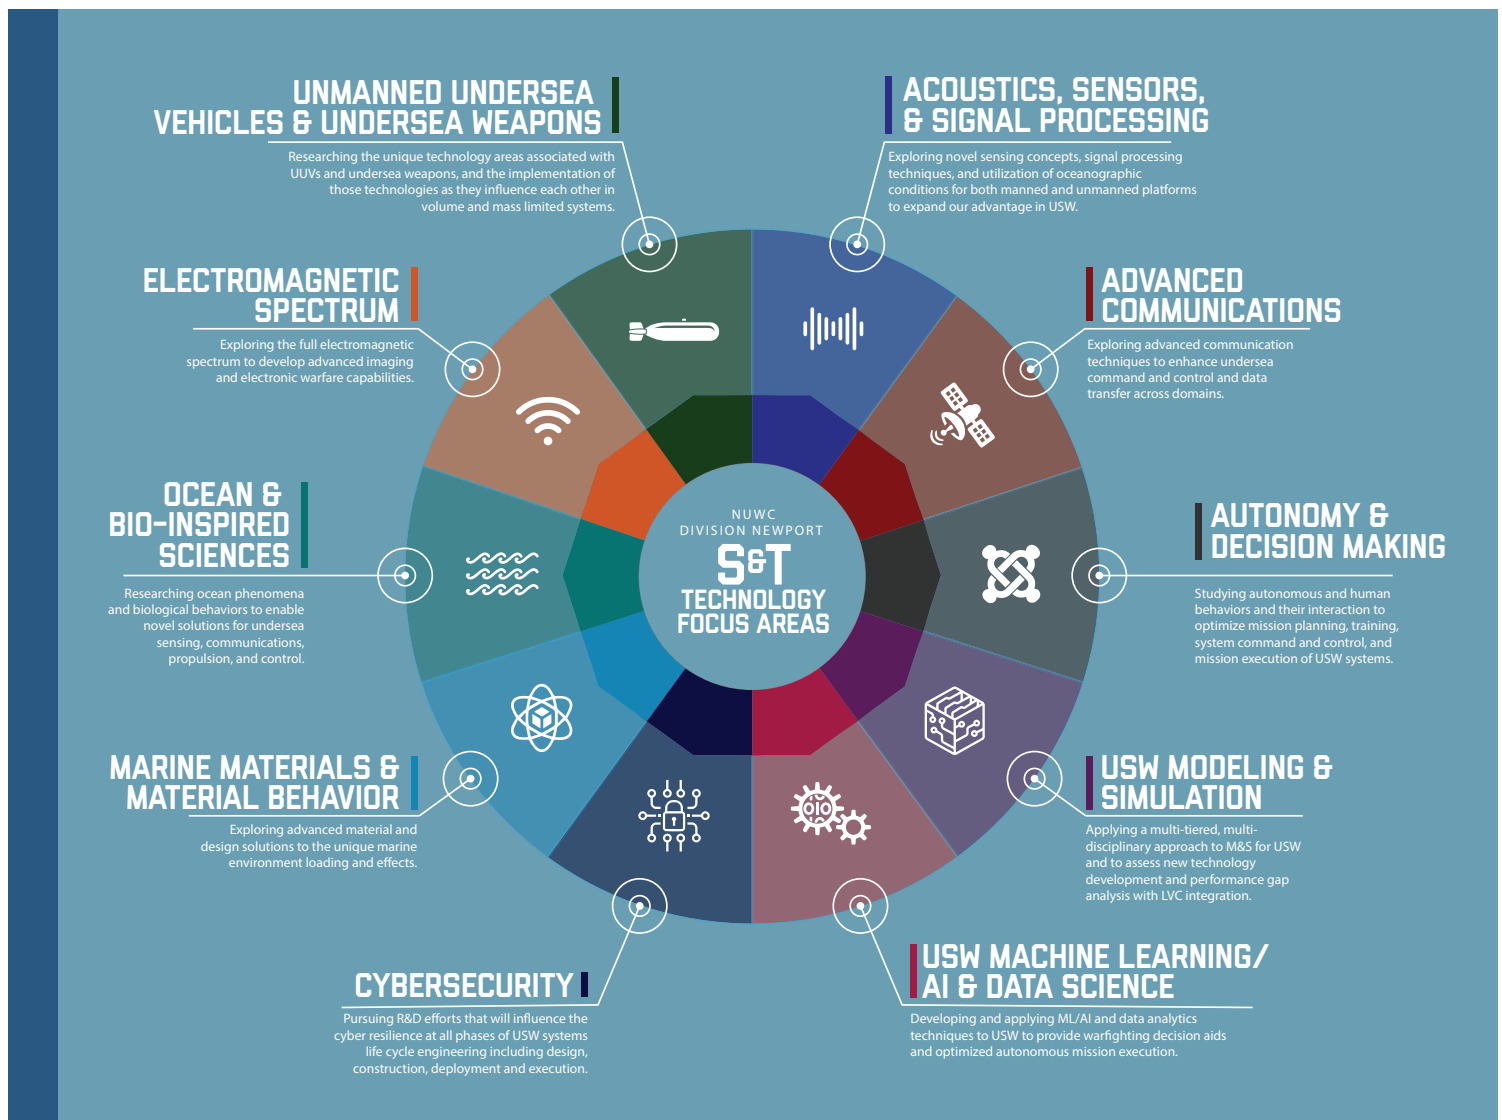 UNMANNED UNDERSEA
VEHICLES & UNDERSEA WEAPONS
Researching the unique technology areas associated with
UUVs and undersea weapons, and the implementation of
those technologies as they influence each other in
volume and mass limited systems.
ACOUSTICS, SENSORS,
& SIGNAL PROCESSING
Exploring novel sensing concepts, signal processing
techniques, and utilization of oceanographic
conditions for both manned and unmanned platforms
to expand our advantage in USW.
ELECTROMAGNETIC
SPECTRUM
Exploring the full electromagnetic
spectrum to develop advanced imaging
and electronic warfare capabilities.
ADVANCED
COMMUNICATIONS
Exploring advanced communication
techniques to enhance undersea
command and control and data
transfer across domains.
OCEAN &
BIO-INSPIRED
SCIENCES
Researching ocean phenomena
and biological behaviors to enable
novel solutions for undersea
sensing, communications,
propulsion, and control.
NUWC
DIVISION NEWPORT
S&T
TECHNOLOGY
FOCUS AREAS
AUTONOMY &
DECISION MAKING
Studying autonomous and human
behaviors and their interaction to
optimize mission planning, training,
system command and control, and
mission execution of USW systems.
MARINE MATERIALS &
MATERIAL BEHAVIOR
Exploring advanced material and
design solutions to the unique marine
environment loading and effects.
USW MODELING &
SIMULATION
Applying a multi-tiered, multi-
disciplinary approach to M&S for USW
and to assess new technology
development and performance gap
analysis with LVC integration.
CYBERSECURITY
Pursuing R&D efforts that will influence the
cyber resilience at all phases of USW systems
life cycle engineering including design,
construction, deployment and execution.
USW MACHINE LEARNING/
AI & DATA SCIENCE
Developing and applying ML/AI and data analytics
techniques to USW to provide warfighting decision aids
and optimized autonomous mission execution.